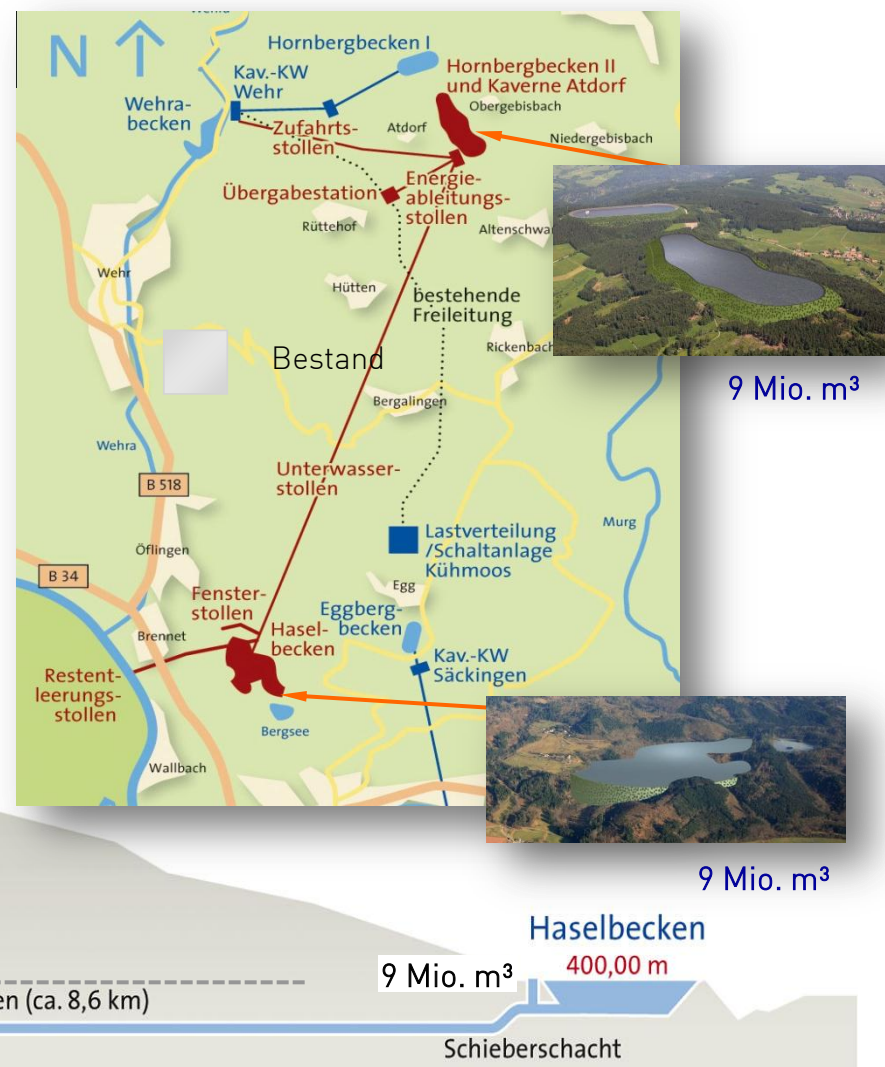 N
Hornbergbecken I
Kav.-KW
Wehr
Hornbergbecken II
und Kaverne Atdorf
Wehra-
becken
Obergebisbach
Zufahrts-
stollen
Atdorf
Niedergebisbach
Übergabestation
Energie-
ableitungs-
stollen
Rüttehof
Wehr
Hütten
bestehende
Freileitung
Bestand
Rickenbach
9 Mio. m³
Bergalingen
Wehra
Unterwasser-
stollen
B 518
Murg
Lastverteilung
/Schaltanlage
Kühmoos
Öflingen
B 34
Egg
Fenster-
stollen
Eggberg-
becken
Hasel-
becken
Brennet
Kav.-KW
Säckingen
Restent-
leerungs-
stollen
Bergsee
Wallbach
9 Mio. m³
Haselbecken
9 Mio. m³
400,00 m
en (ca. 8,6 km)
Schieberschacht